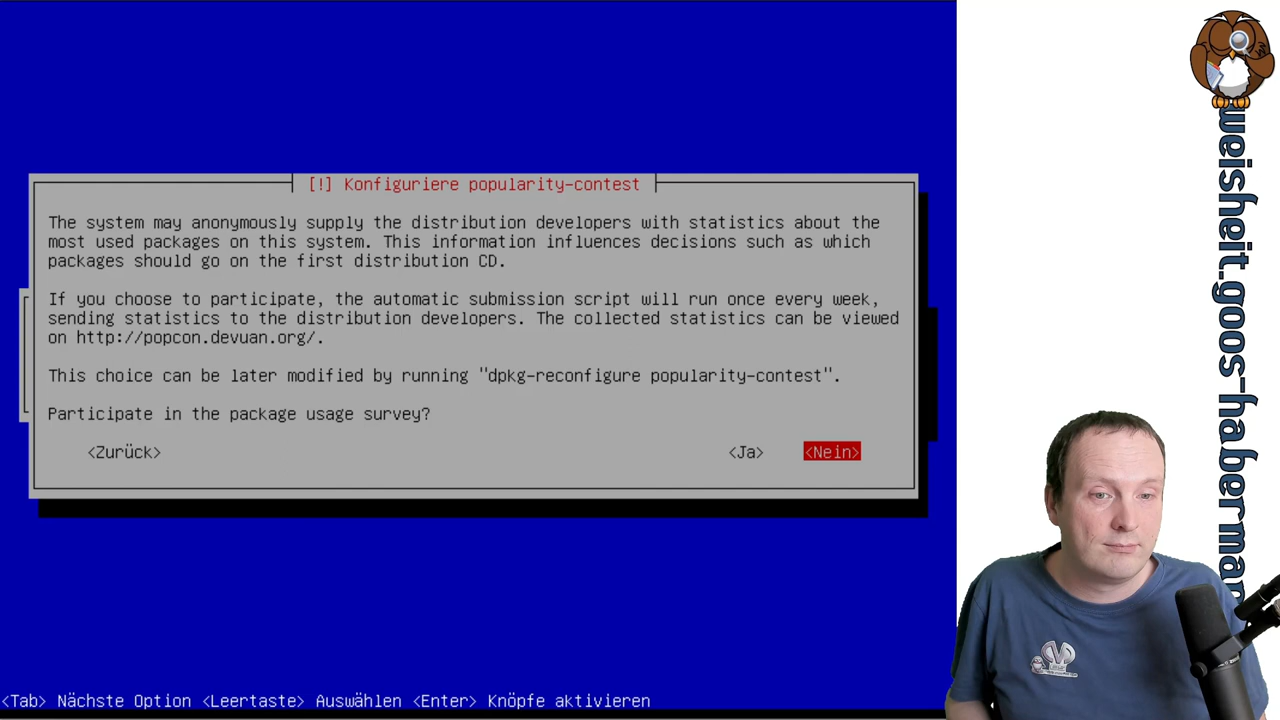 [!] Konfiguriere popularity-contest
The system may anonymously supply the distribution developers with statistics about the
most used packages on this system. This information influences decisions such as which
packages should go on the first distribution CD.
If you choose to participate, the automatic submission script will run once every week,
sending statistics to the distribution developers. The collected statistics can be viewed
on http://popcon.devuan.org/.
This choice can be later modified by running "dpkg-reconfigure popularity-contest".
Participate in the package usage survey?
<Zurück> <Ja> <Nein>
<Tab> Nächste Option <Leertaste> Auswählen <Enter> Knöpfe aktivieren
weisheit.goos-haberman